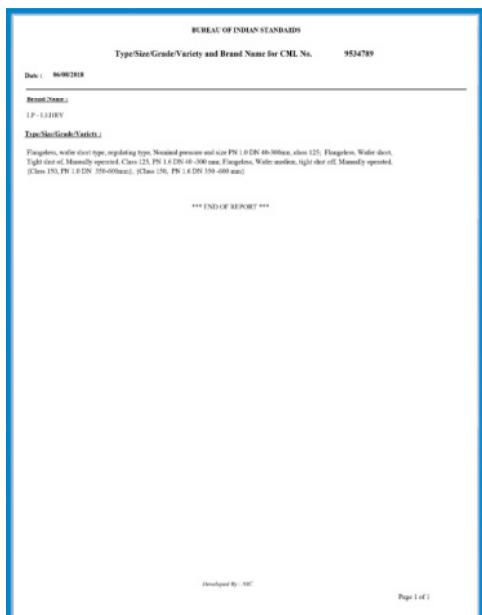 BUREAU OF INDIAN STANDARDS
Type/Size/Grade/Variety and Brand Name for CML No. 9534789
Date : 06/08/2018
Brand Name :
Type/Size/Grade/Variety :
Flangeless, wafer short type, regulating type, Nominal pressure and size PN 1.0 DN 40-300mm, class 125; Flangeless, Wafer short,
Tight shut of, Manually operated, Class 125, PN 1.6 DN 40 -300 mm; Flangeless, Wafer medium, tight shut off, Manually operated.
(Class 150, PN 1.0 DN 350-600mm)}, {Class 150, PN 1.6 DN 350 -600 mm}
*** END OF REPORT ***
Developed By : NIC
Page 1 of 1